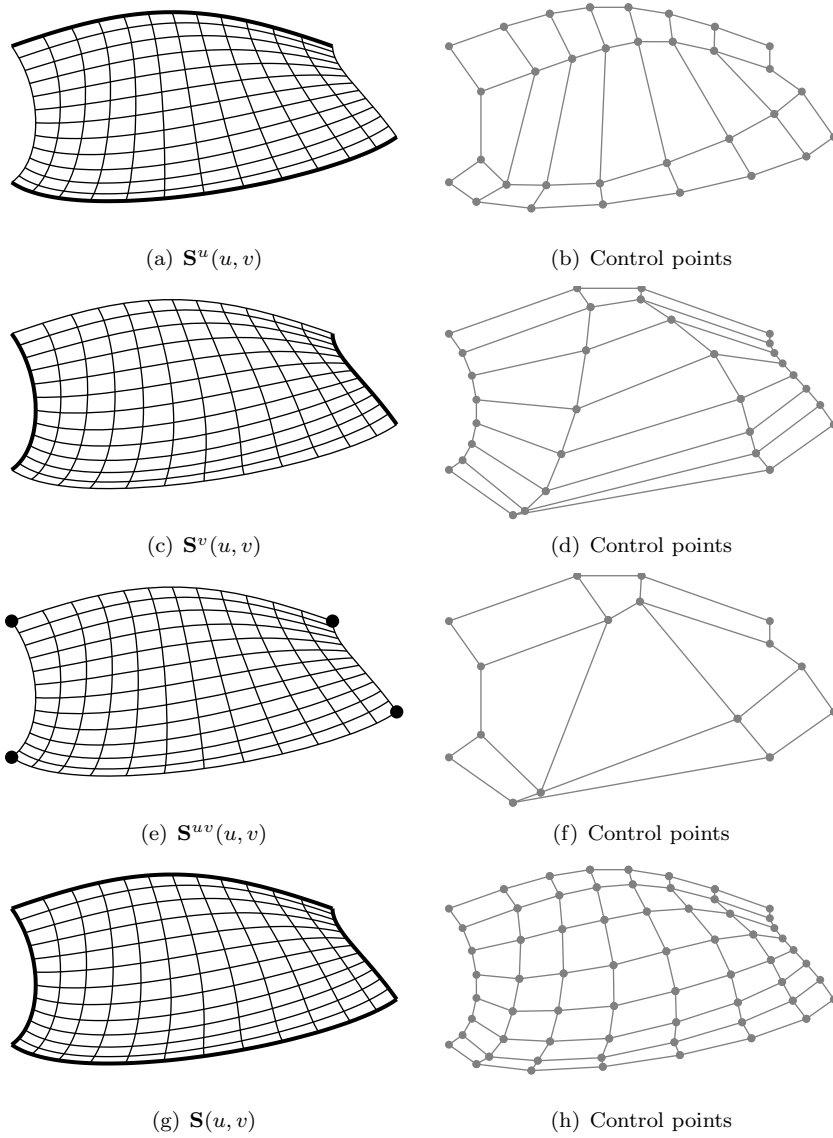 (a) S^u(u, v)
(b) Control points
(c) S^v(u, v)
(d) Control points
(e) S^{uv}(u, v)
(f) Control points
(g) S(u, v)
(h) Control points